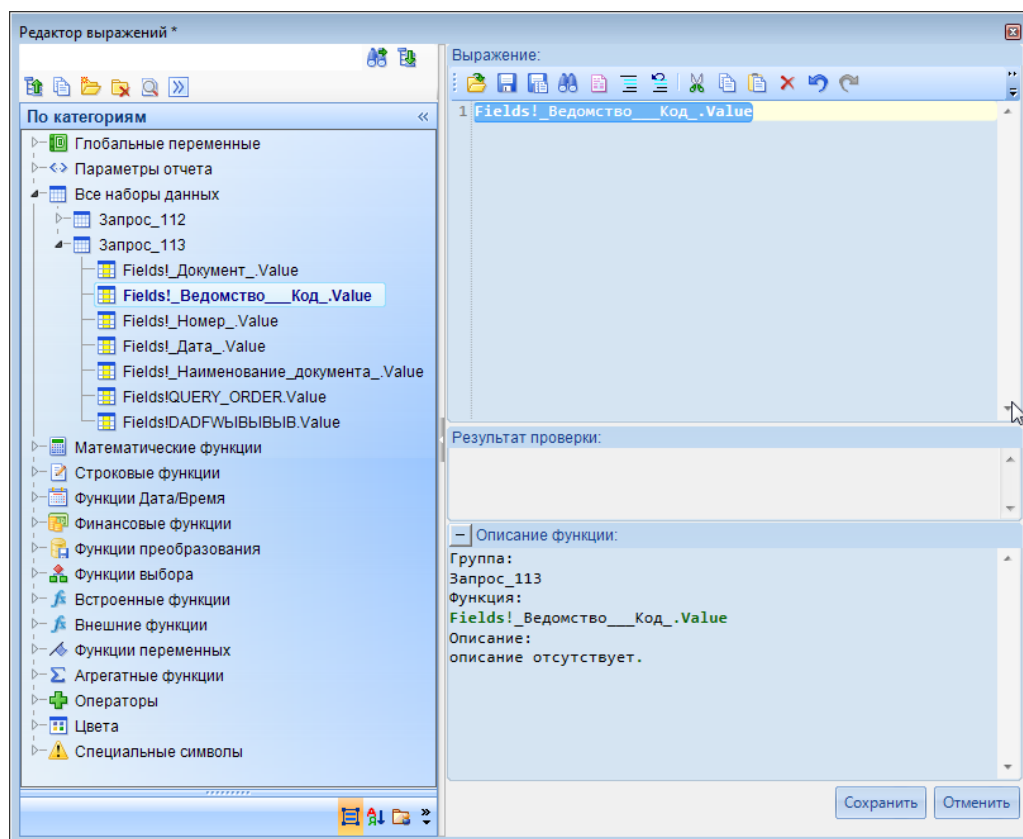 Редактор выражений *
По категориям
Глобальные переменные
Параметры отчета
Все наборы данных
Запрос_112
Запрос_113
Fields!_Документ_.Value
Fields!_Ведомство___Код_.Value
Fields!_Номер_.Value
Fields!_Дата_.Value
Fields!_Наименование_документа_.Value
Fields!QUERY_ORDER.Value
Fields!DADFWЫВЫВЫВ.Value
Математические функции
Строковые функции
Функции Дата/Время
Финансовые функции
Функции преобразования
Функции выбора
Встроенные функции
Внешние функции
Функции переменных
Агрегатные функции
Операторы
Цвета
Специальные символы
Выражение:
1 Fields!_Ведомство___Код_.Value
Результат проверки:
Описание функции:
Группа:
Запрос_113
Функция:
Fields!_Ведомство___Код_.Value
Описание:
описание отсутствует.
Сохранить Отменить